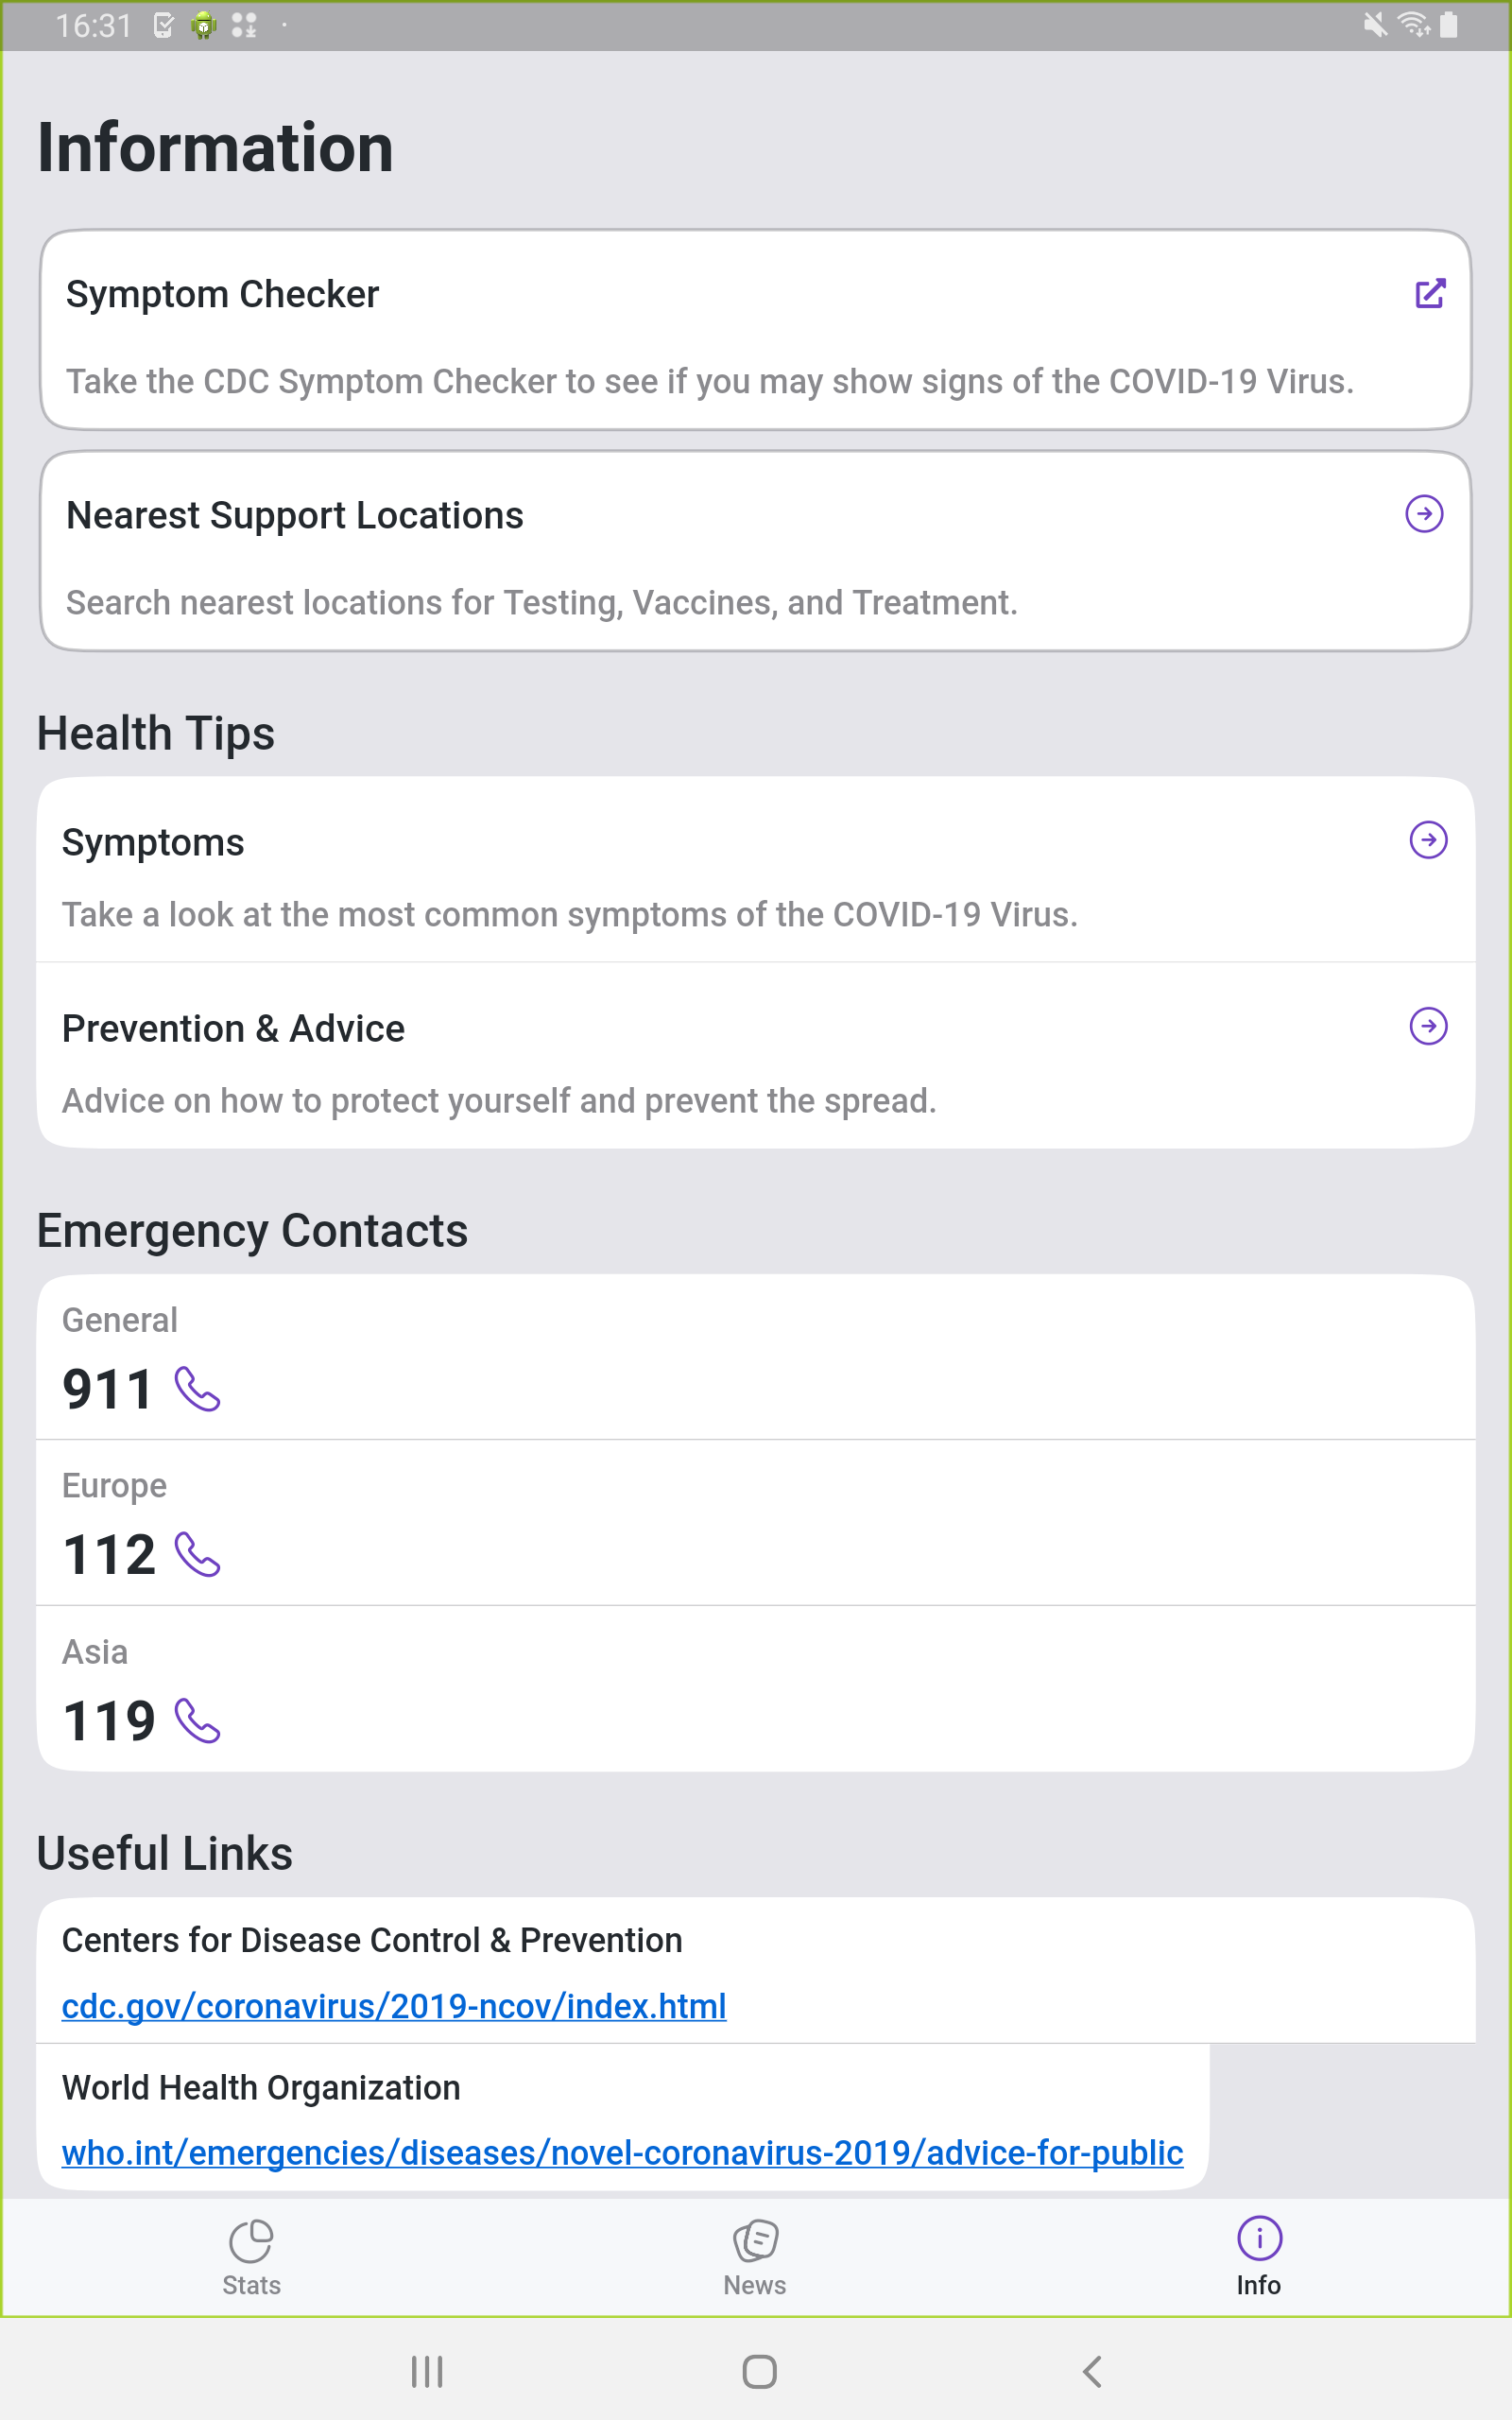 16:31
Information
Symptom Checker
Take the CDC Symptom Checker to see if you may show signs of the COVID-19 Virus.
Nearest Support Locations
Search nearest locations for Testing, Vaccines, and Treatment.
Health Tips
Symptoms
Take a look at the most common symptoms of the COVID-19 Virus.
Prevention & Advice
Advice on how to protect yourself and prevent the spread.
Emergency Contacts
General
911
Europe
112
Asia
119
Useful Links
Centers for Disease Control & Prevention
cdc.gov/coronavirus/2019-ncov/index.html
World Health Organization
who.int/emergencies/diseases/novel-coronavirus-2019/advice-for-public
Stats
News
Info